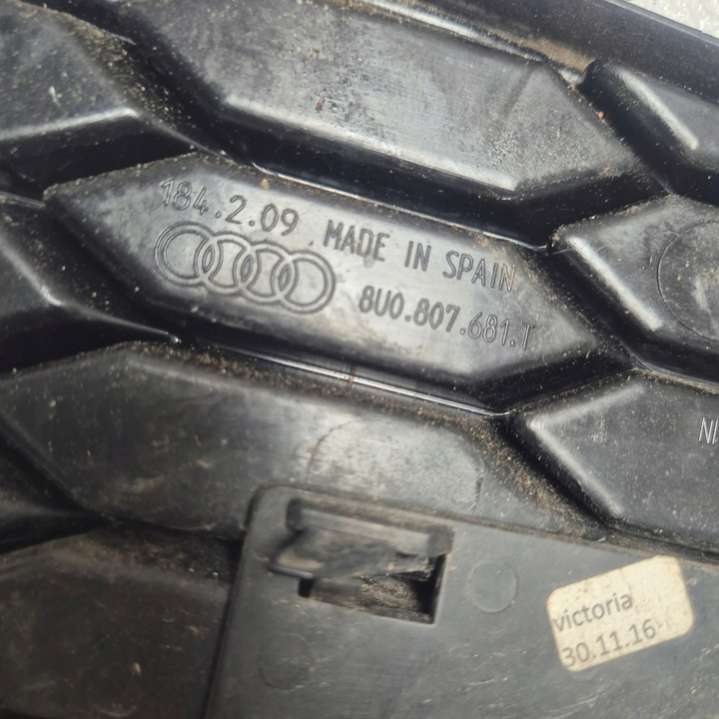 184.2.09 MADE IN SPAIN
8U0.807.681.T
victoria
30.11.16